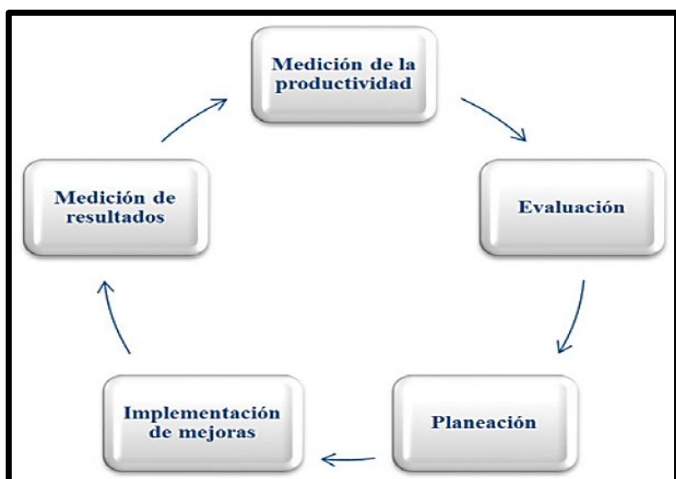 Medición de la
productividad
Evaluación
Planeación
Implementación
de mejoras
Medición de
resultados